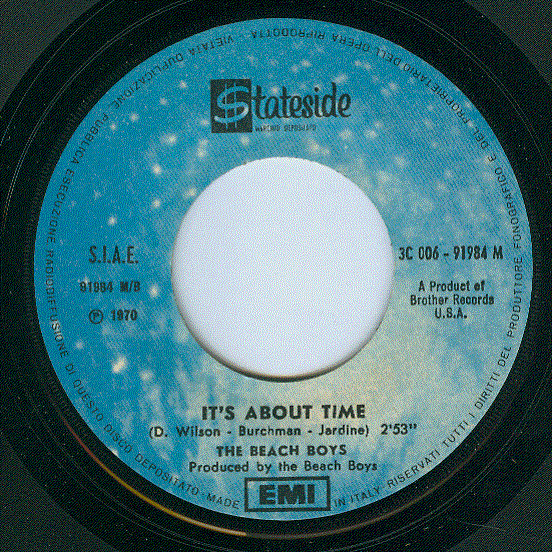 PUBBLICA ESECUZIONE RADIODIFFUSIONE DI QUESTO DISCO DEPOSITATO · MADE IN ITALY · RISERVATI TUTTI I DIRITTI DEL PRODUTTORE FONOGRAFICO E DEL PROPRIETARIO DELL'OPERA RIPRODOTTA · VIETATA DUPLICAZIONE
$tateside
MARCHIO DEPOSITATO
S.I.A.E.
91984 M/B
℗ 1970
3C 006 - 91984 M
A Product of
Brother Records
U.S.A.
IT'S ABOUT TIME
(D. Wilson - Burchman - Jardine) 2'53"
THE BEACH BOYS
Produced by the Beach Boys
EMI